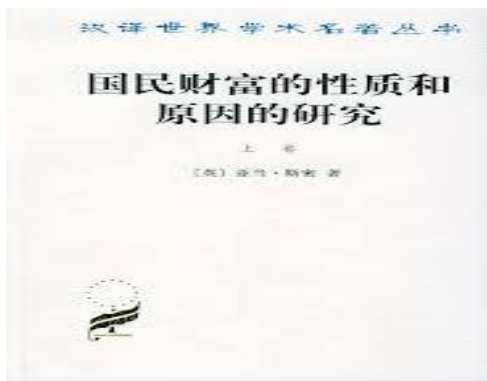 汉译世界学术名著丛书
国民财富的性质和
原因的研究
上 卷
〔英〕亚当·斯密 著